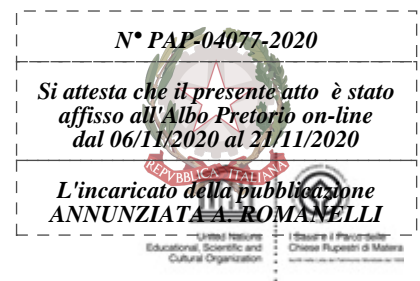 N° PAP-04077-2020
Si attesta che il presente atto è stato
affisso all'Albo Pretorio on-line
dal 06/11/2020 al 21/11/2020
REPVBBLICA ITALIANA
L'incaricato della pubblicazione
ANNUNZIATA A. ROMANELLI
United Nations
Educational, Scientific and
Cultural Organization
I Sassi e il Parco delle
Chiese Rupestri di Matera